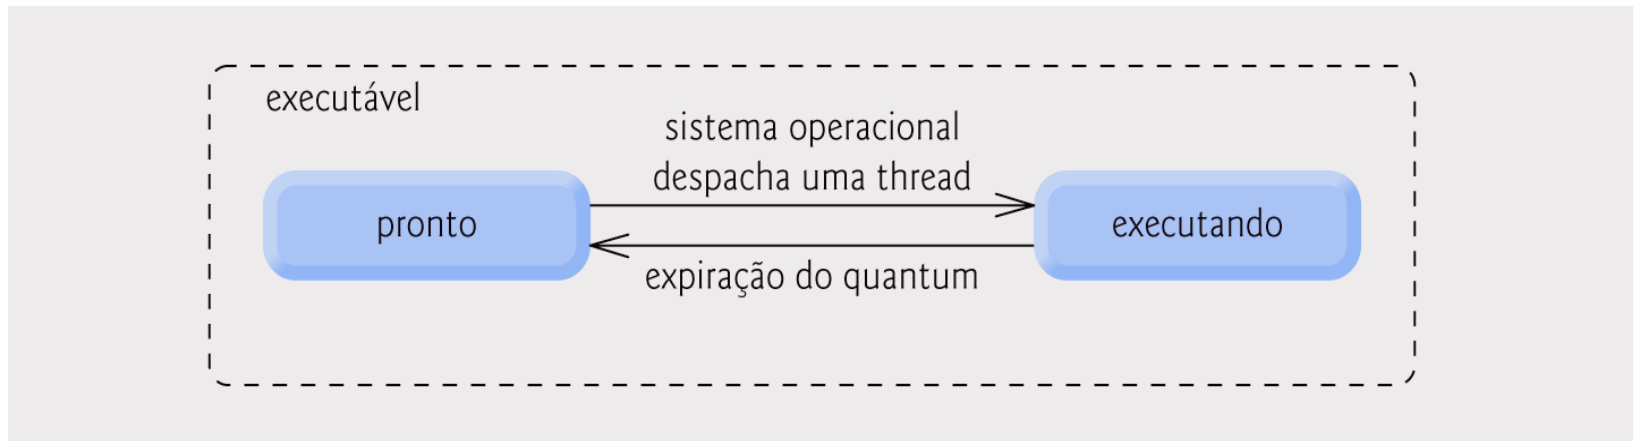 executável
sistema operacional
despacha uma thread
pronto
executando
expiração do quantum